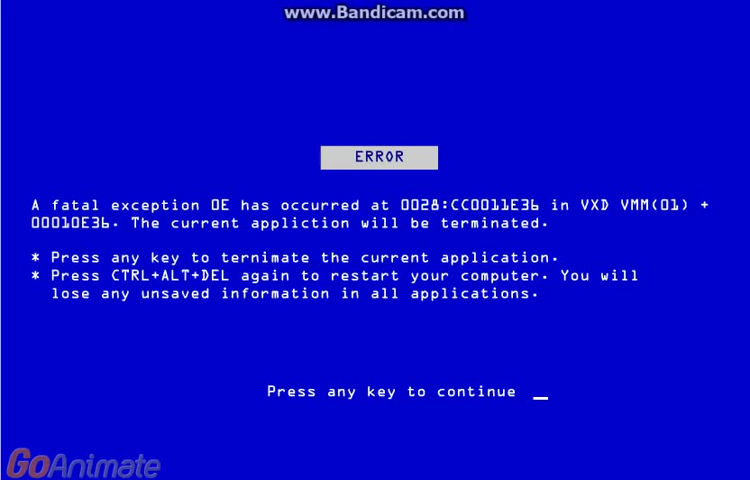 www.Bandicam.com
ERROR
A fatal exception 0E has occurred at 0028:CC0011E36 in VXD VMM(01) +
00010E36. The current appliction will be terminated.
* Press any key to ternimate the current application.
* Press CTRL+ALT+DEL again to restart your computer. You will
lose any unsaved information in all applications.
Press any key to continue _
GoAnimate